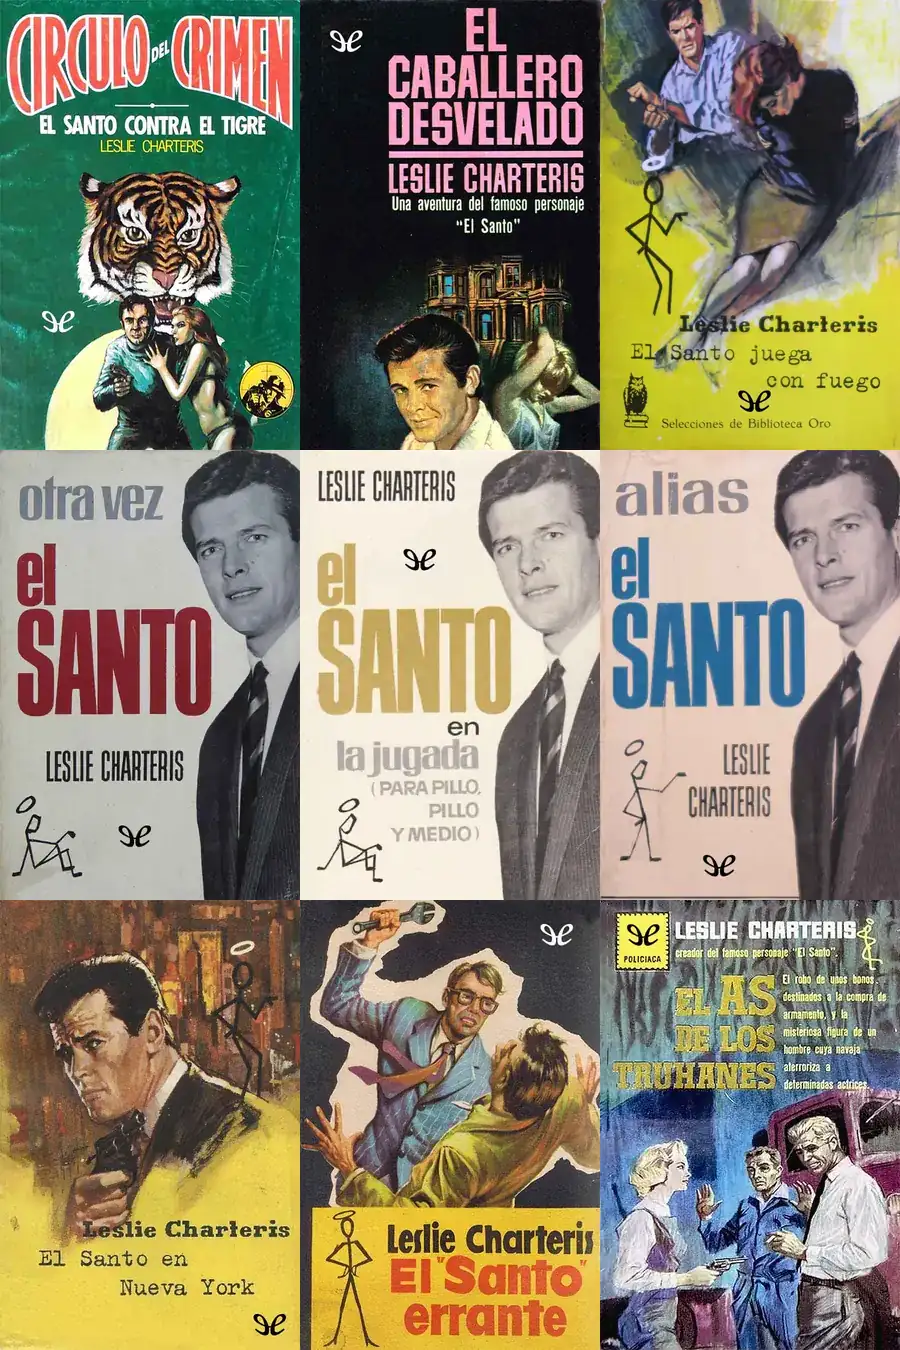 CIRCULO DEL CRIMEN
EL SANTO CONTRA EL TIGRE
LESLIE CHARTERIS
EL
CABALLERO
DESVELADO
LESLIE CHARTERIS
Una aventura del famoso personaje
"El Santo"
Leslie Charteris
El Santo juega
con fuego
Selecciones de Biblioteca Oro
otra vez
el
SANTO
LESLIE CHARTERIS
LESLIE CHARTERIS
el
SANTO
en
la jugada
(PARA PILLO,
PILLO
Y MEDIO)
alias
el
SANTO
LESLIE
CHARTERIS
Leslie Charteris
El Santo en
Nueva York
Leslie Charteris
El "Santo"
errante
POLICIACA
LESLIE CHARTERIS
creador del famoso personaje "El Santo".
EL AS
DE LOS
TRUHANES
El robo de unos bonos,
destinados a la compra de
armamento, y la
misteriosa figura de un
hombre cuya navaja
aterroriza a
determinadas actrices.